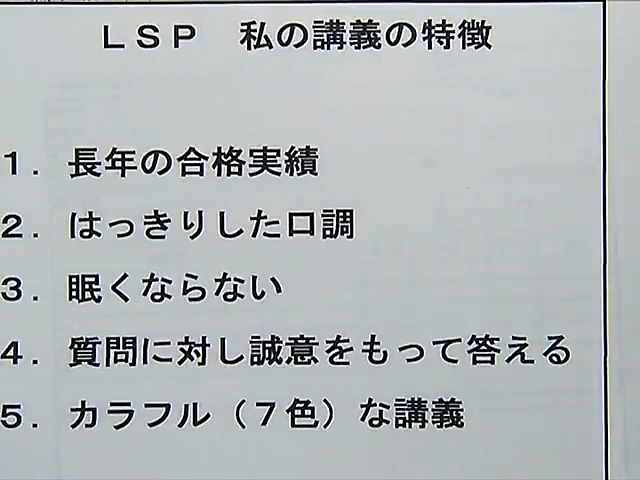 LSP 私の講義の特徴
1. 長年の合格実績
2. はっきりした口調
3. 眠くならない
4. 質問に対し誠意をもって答える
5. カラフル(7色)な講義